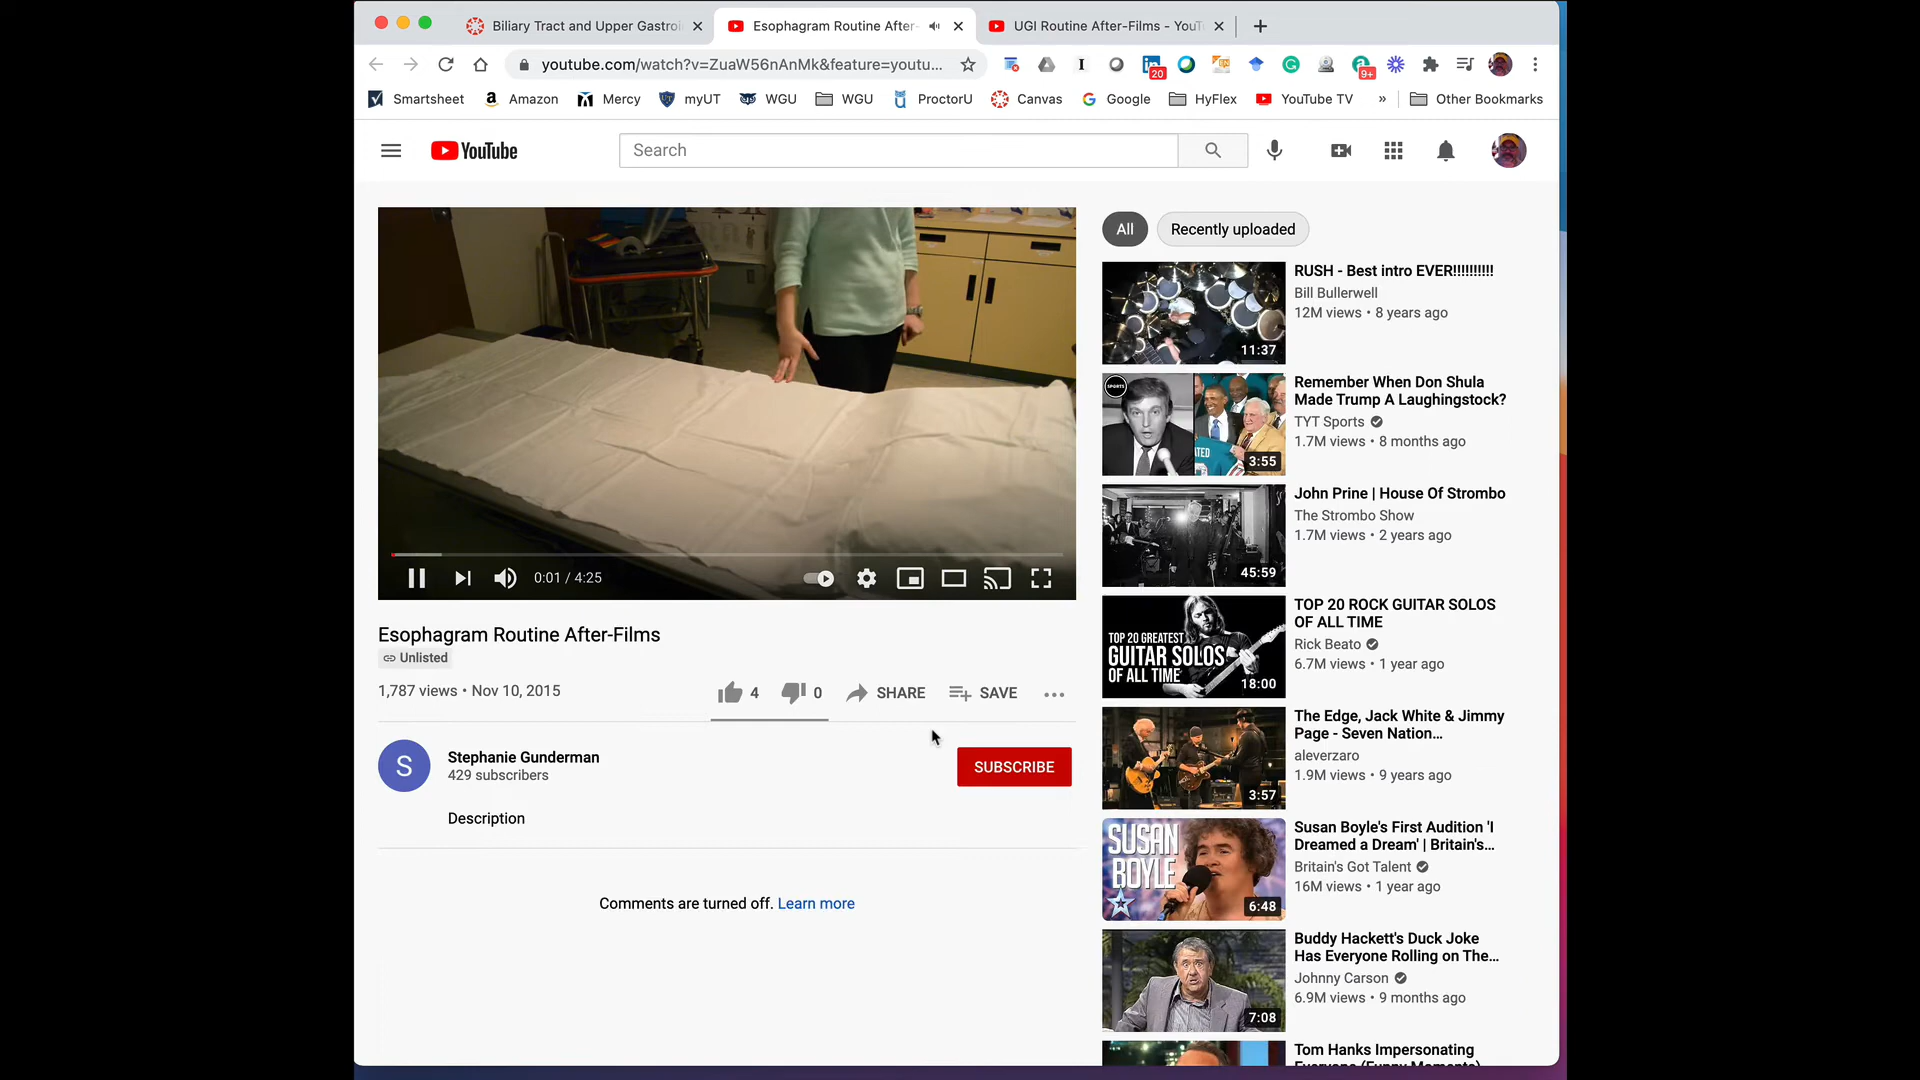 Biliary Tract and Upper Gastroi
Esophagram Routine After-
UGI Routine After-Films - YouT
youtube.com/watch?v=ZuaW56nAnMk&feature=youtu...
20
9+
Smartsheet
Amazon
Mercy
myUT
WGU
WGU
ProctorU
Canvas
Google
HyFlex
YouTube TV
»
Other Bookmarks
YouTube
Search
0:01 / 4:25
All
Recently uploaded
11:37
RUSH - Best intro EVER!!!!!!!!!!
Bill Bullerwell
12M views • 8 years ago
SPORTS
3:55
Remember When Don Shula
Made Trump A Laughingstock?
TYT Sports
1.7M views • 8 months ago
45:59
John Prine | House Of Strombo
The Strombo Show
1.7M views • 2 years ago
TOP 20 GREATEST
GUITAR SOLOS
OF ALL TIME
18:00
TOP 20 ROCK GUITAR SOLOS
OF ALL TIME
Rick Beato
6.7M views • 1 year ago
3:57
The Edge, Jack White & Jimmy
Page - Seven Nation...
aleverzaro
1.9M views • 9 years ago
SUSAN
BOYLE
6:48
Susan Boyle's First Audition 'I
Dreamed a Dream' | Britain's...
Britain's Got Talent
16M views • 1 year ago
7:08
Buddy Hackett's Duck Joke
Has Everyone Rolling on The...
Johnny Carson
6.9M views • 9 months ago
Tom Hanks Impersonating
Everyone (Funny Moments)
Esophagram Routine After-Films
Unlisted
1,787 views • Nov 10, 2015
4
0
SHARE
SAVE
S
Stephanie Gunderman
429 subscribers
SUBSCRIBE
Description
Comments are turned off. Learn more